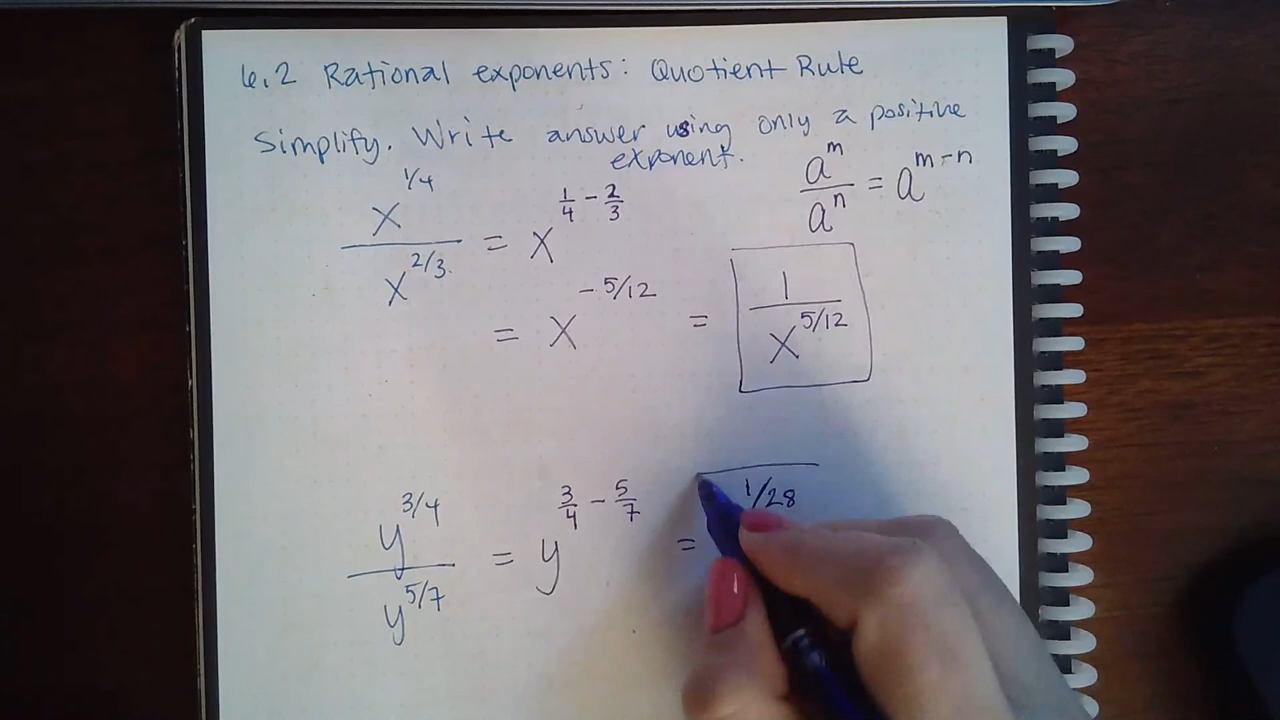 6.2 Rational exponents: Quotient Rule
Simplify. Write answer using only a positive
exponent.
a^m/a^n = a^(m-n)
x^(1/4)/x^(2/3) = x^(1/4 - 2/3)
= x^(-5/12) = 1/x^(5/12)
y^(3/4)/y^(5/7) = y^(3/4 - 5/7) = 1/28